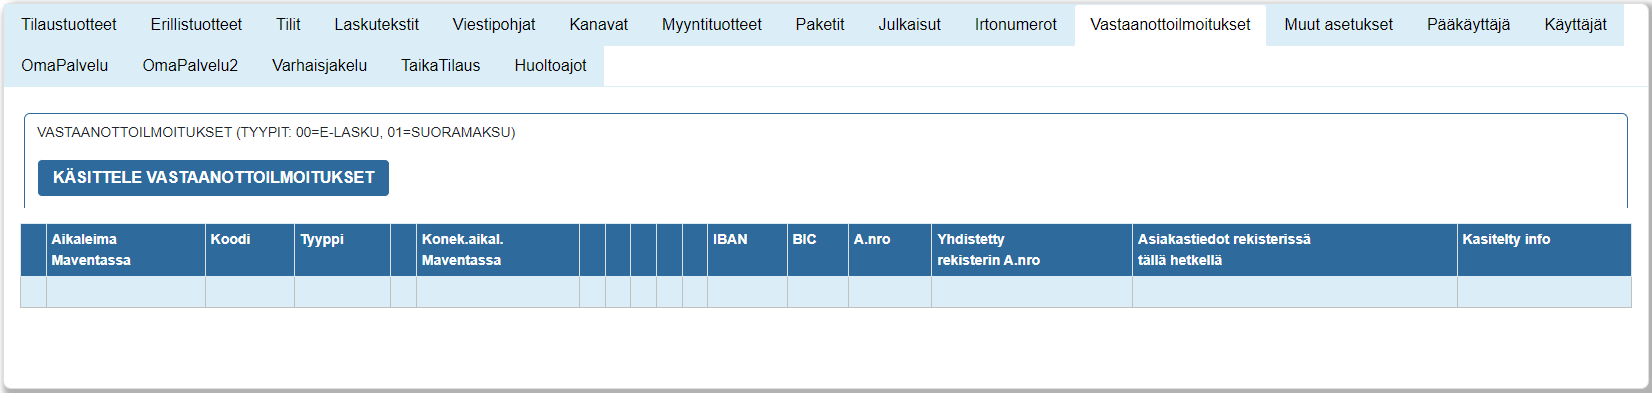 Tilaustuotteet Erillistuotteet Tilit Laskutekstit Viestipohjat Kanavat Myyntituotteet Paketit Julkaisut Irtonumerot Vastaanottoilmoitukset Muut asetukset Pääkäyttäjä Käyttäjät
OmaPalvelu OmaPalvelu2 Varhaisjakelu TaikaTilaus Huoltoajot
VASTAANOTTOILMOITUKSET (TYYPIT: 00=E-LASKU, 01=SUORAMAKSU)
KÄSITTELE VASTAANOTTOILMOITUKSET
Aikaleima Koodi Tyyppi Konek.aikal. IBAN BIC A.nro Yhdistetty Asiakastiedot rekisterissä Kasitelty info
Maventassa Maventassa rekisterin A.nro tällä hetkellä